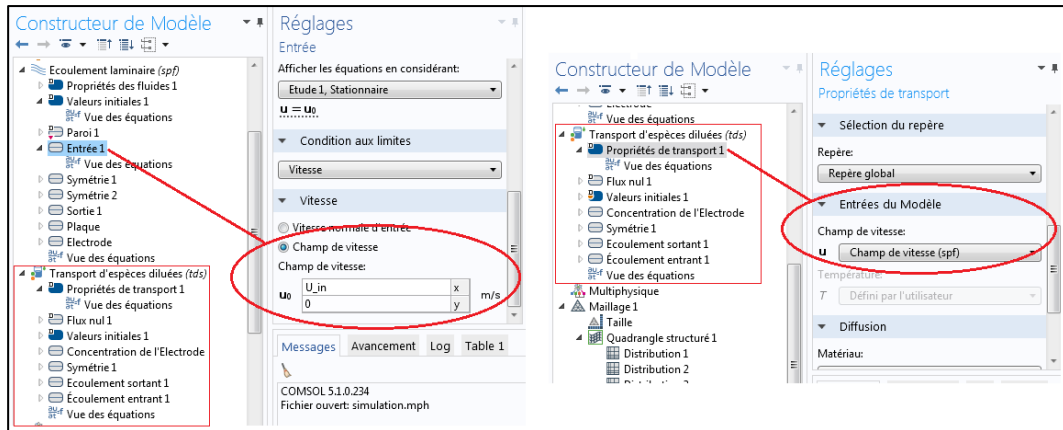 Constructeur de Modèle
Ecoulement laminaire (spf)
Propriétés des fluides 1
Valeurs initiales 1
Vue des équations
Paroi 1
Entrée 1
Vue des équations
Symétrie 1
Symétrie 2
Sortie 1
Plaque
Electrode
Vue des équations
Transport d'espèces diluées (tds)
Propriétés de transport 1
Vue des équations
Flux nul 1
Valeurs initiales 1
Concentration de l'Electrode
Symétrie 1
Ecoulement sortant 1
Écoulement entrant 1
Vue des équations
Réglages
Entrée
Afficher les équations en considérant:
Etude 1, Stationnaire
u = u0
Condition aux limites
Vitesse
Vitesse
Vitesse normale d'entrée
Champ de vitesse
Champ de vitesse:
u0 U_in x
0 y m/s
Messages Avancement Log Table 1
COMSOL 5.1.0.234
Fichier ouvert: simulation.mph
Constructeur de Modèle
Electrode
Vue des équations
Transport d'espèces diluées (tds)
Propriétés de transport 1
Vue des équations
Flux nul 1
Valeurs initiales 1
Concentration de l'Electrode
Symétrie 1
Ecoulement sortant 1
Écoulement entrant 1
Vue des équations
Multiphysique
Maillage 1
Taille
Quadrangle structuré 1
Distribution 1
Distribution 2
Réglages
Propriétés de transport
Sélection du repère
Repère:
Repère global
Entrées du Modèle
Champ de vitesse:
u Champ de vitesse (spf)
Température:
T Défini par l'utilisateur
Diffusion
Matériau: